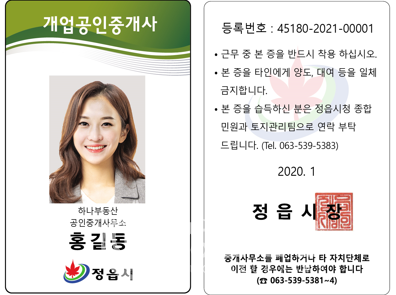 개업공인중개사
하나부동산
공인중개사무소
홍길동
정읍시
등록번호 : 45180-2021-00001
• 근무 중 본 증을 반드시 착용 하십시오.
• 본 증을 타인에게 양도, 대여 등을 일체
금지합니다.
• 본 증을 습득하신 분은 정읍시청 종합
민원과 토지관리팀으로 연락 부탁
드립니다. (Tel. 063-539-5383)
2020. 1
정 읍 시 장
중개사무소를 폐업하거나 타 자치단체로
이전 할 경우에는 반납하여야 합니다
(☎ 063-539-5381~4)